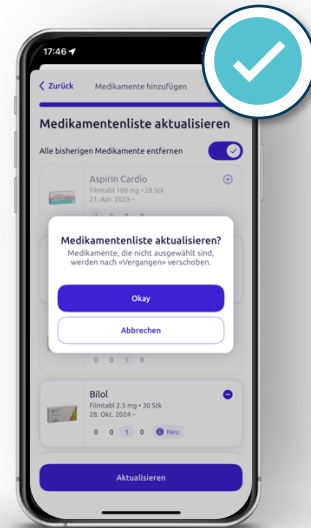 17:46
Zurück
Medikamente hinzufügen
Medikamentenliste aktualisieren
Alle bisherigen Medikamente entfernen
Aspirin Cardio
Filmtabl 100 mg • 28 Stk
21. Apr. 2023 –
Medikamentenliste aktualisieren?
Medikamente, die nicht ausgewählt sind,
werden nach «Vergangen» verschoben.
Okay
Abbrechen
0 0 1 0
Bilol
Filmtabl 2.5 mg • 30 Stk
28. Okt. 2024 –
0 0 1 0 Neu
Aktualisieren